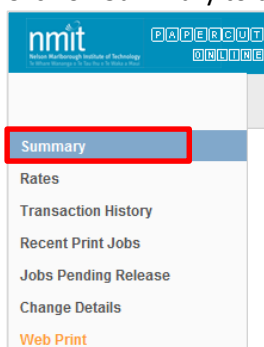 nmit
PAPERCUT
ONLINE
Nelson Marlborough Institute of Technology
Summary
Rates
Transaction History
Recent Print Jobs
Jobs Pending Release
Change Details
Web Print